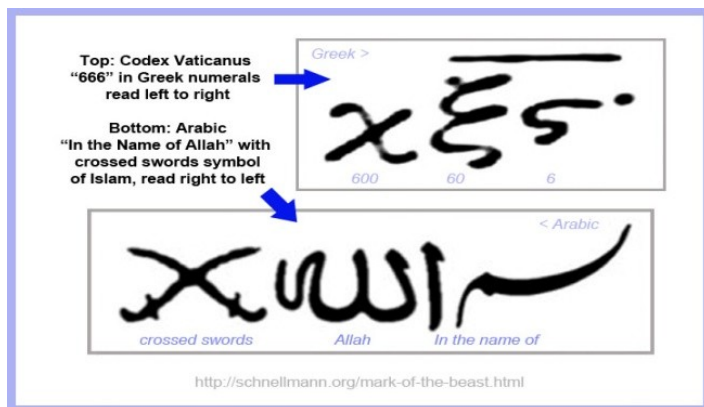 Top: Codex Vaticanus
“666” in Greek numerals
read left to right
Greek >
χ ξ ς
600 60 6
Bottom: Arabic
“In the Name of Allah” with
crossed swords symbol
of Islam, read right to left
< Arabic
الله
crossed swords Allah In the name of
http://schnellmann.org/mark-of-the-beast.html